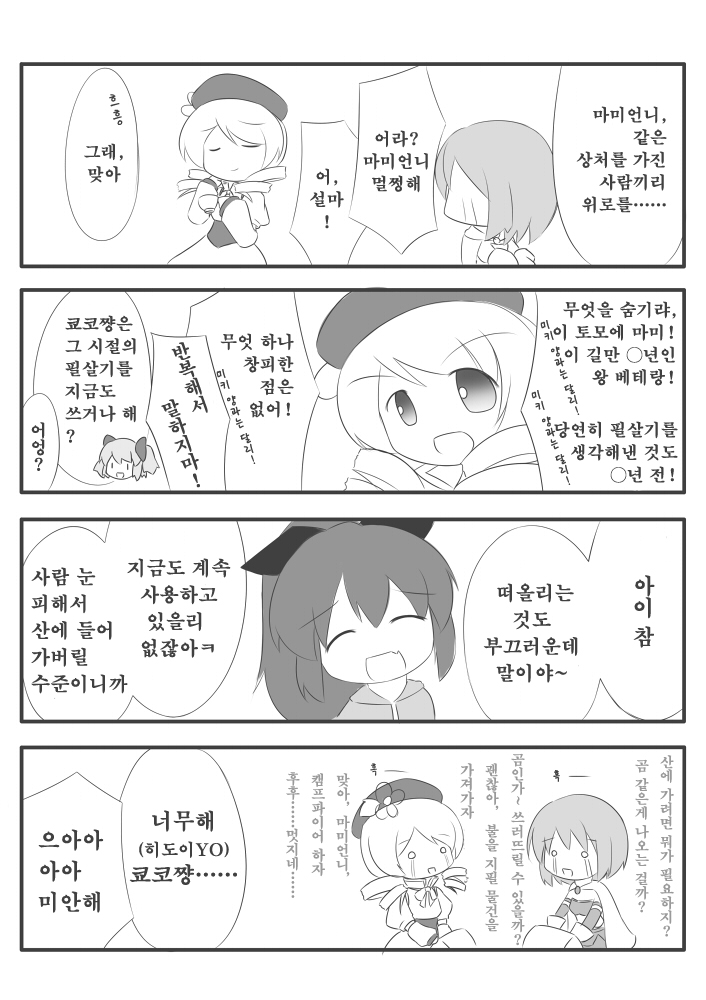 마미언니,
같은
상처를 가진
사람끼리
위로를……
어라?
마미언니
멀쩡해
어,
설마
!
흐흥
그래,
맞아
무엇을 숨기랴,
이 토모에 마미!
이 길만 〇년인
왕 베테랑!
미키 양과는 달리!
당연히 필살기를
생각해낸 것도
〇년 전!
미키 양과는 달리!
무엇 하나
창피한
점은
없어!
미키 양과는 달리!
반복해서
말하지마!
쿄코쨩은
그 시절의
필살기를
지금도
쓰거나 해
?
어엉?
아이 참
떠올리는
것도
부끄러운데
말이야~
지금도 계속
사용하고
있을리
없잖아ㅋ
사람 눈
피해서
산에 들어
가버릴
수준이니까
산에 가려면 뭐가 필요하지?
곰 같은게 나오는 걸까?
흑
곰인가~ 쓰러뜨릴 수 있을까?
괜찮아, 불을 지필 물건을
가져가자
흑
맞아, 마미언니,
캠프파이어 하자
후후……멋지네……
너무해
(히도이YO)
쿄코쨩……
으아아
아아
미안해